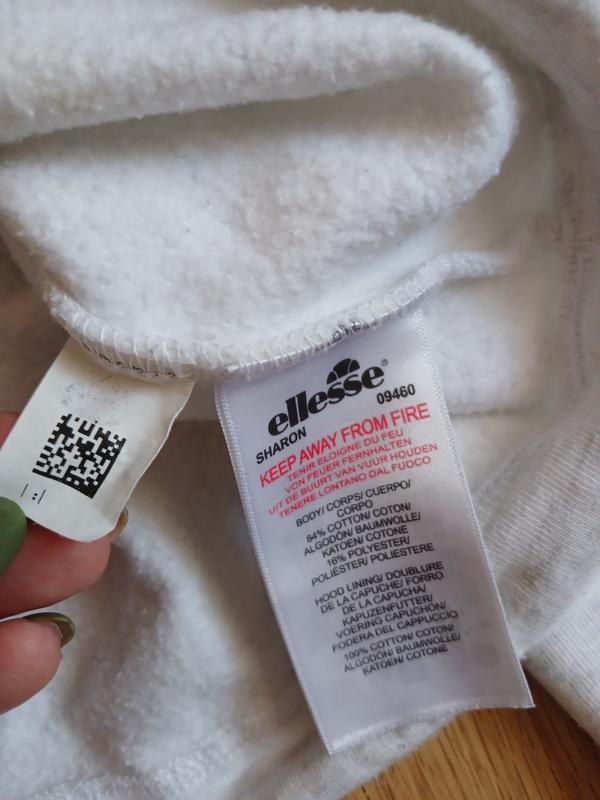 ellesse®
SHARON 09460
KEEP AWAY FROM FIRE
TENIR ELOIGNE DU FEU
VON FEUER FERNHALTEN
UIT DE BUURT VAN VUUR HOUDEN
TENERE LONTANO DAL FUOCO
BODY/ CORPS/ CUERPO/
CORPO
84% COTTON/ COTON/
ALGODÓN/ BAUMWOLLE/
KATOEN/ COTONE
16% POLYESTER/
POLIÉSTER/ POLIESTERE
HOOD LINING/ DOUBLURE
DE LA CAPUCHE/ FORRO
DE LA CAPUCHA/
KAPUZENFUTTER/
VOERING CAPUCHON/
FODERA DEL CAPPUCCIO
100% COTTON/ COTON/
ALGODÓN/ BAUMWOLLE/
KATOEN/ COTONE